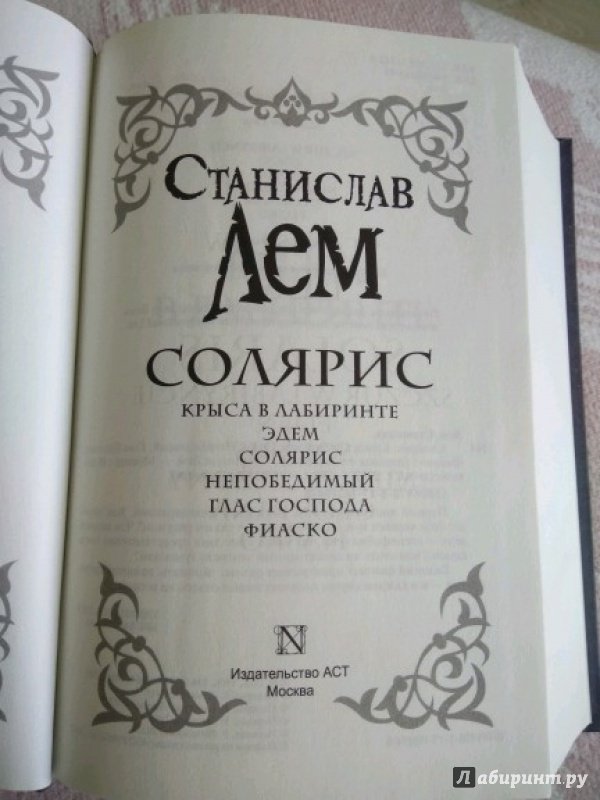 Станислав
Лем
СОЛЯРИС
КРЫСА В ЛАБИРИНТЕ
ЭДЕМ
СОЛЯРИС
НЕПОБЕДИМЫЙ
ГЛАС ГОСПОДА
ФИАСКО
N
Издательство АСТ
Москва
Лабиринт.ру